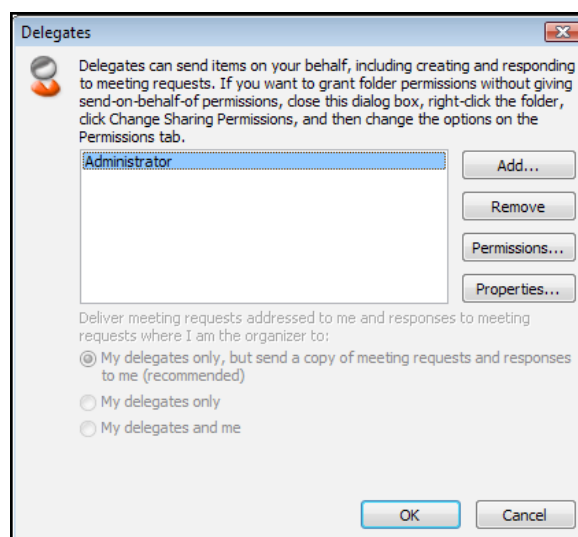 Delegates
Delegates can send items on your behalf, including creating and responding
to meeting requests. If you want to grant folder permissions without giving
send-on-behalf-of permissions, close this dialog box, right-click the folder,
click Change Sharing Permissions, and then change the options on the
Permissions tab.
Administrator
Add...
Remove
Permissions...
Properties...
Deliver meeting requests addressed to me and responses to meeting
requests where I am the organizer to:
My delegates only, but send a copy of meeting requests and responses
to me (recommended)
My delegates only
My delegates and me
OK
Cancel